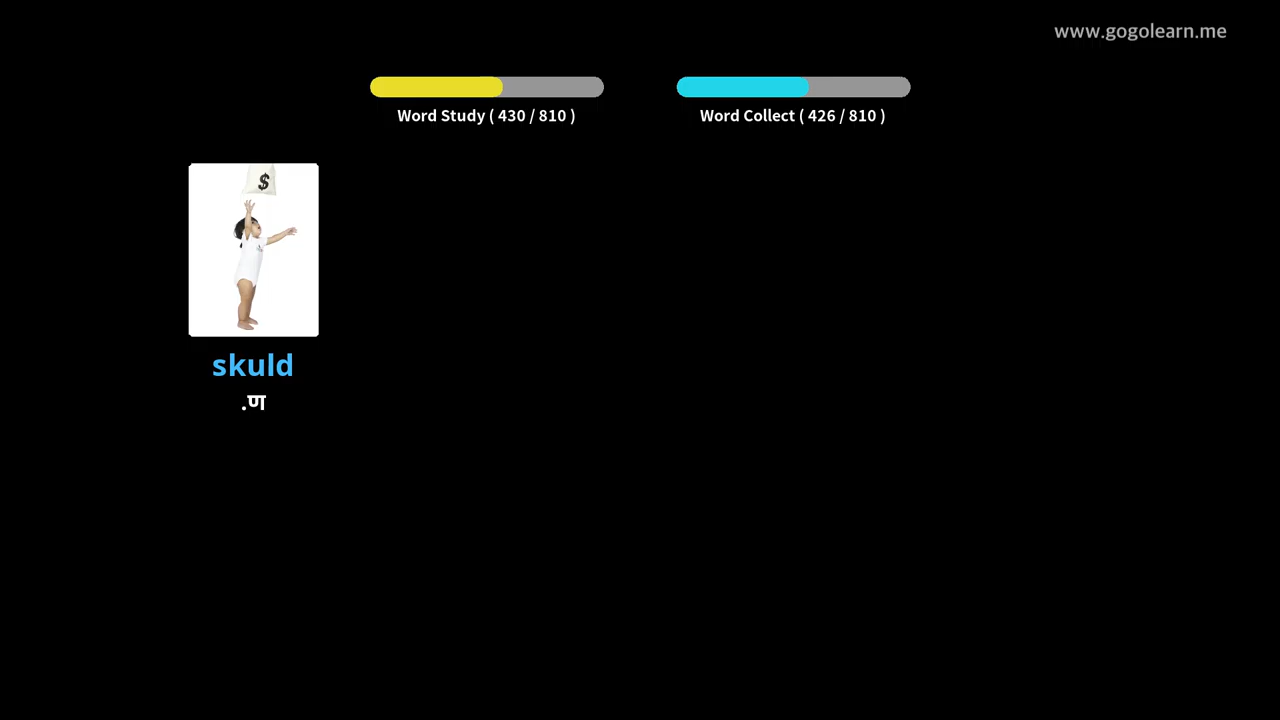 www.gogolearn.me
Word Study ( 430 / 810 )
Word Collect ( 426 / 810 )
$
skuld
.ण